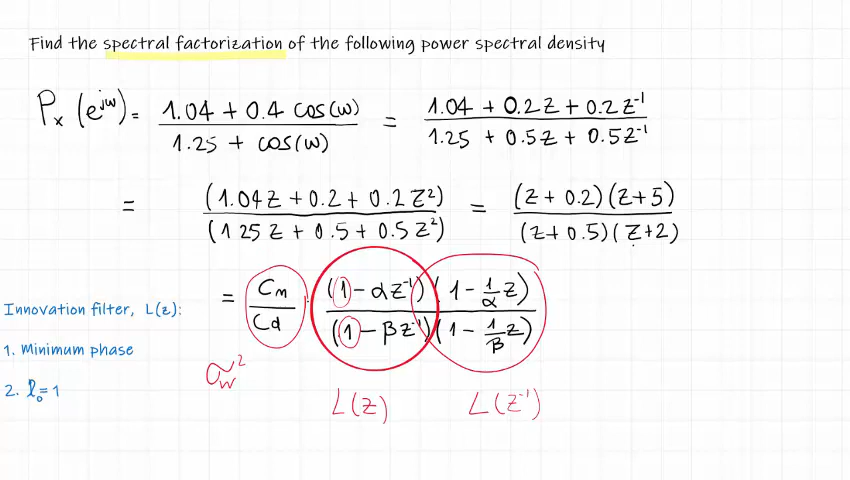 Find the spectral factorization of the following power spectral density
Pₓ(e^{jω}) = (1.04 + 0.4 cos(ω)) / (1.25 + cos(ω)) = (1.04 + 0.2z + 0.2z⁻¹) / (1.25 + 0.5z + 0.5z⁻¹)
= (1.04z + 0.2 + 0.2z²) / (1.25z + 0.5 + 0.5z²) = (z + 0.2)(z + 5) / (z + 0.5)(z + 2)
= Cₙ / C_d · (1 − αz⁻¹)(1 − 1/α z) / (1 − βz⁻¹)(1 − 1/β z)
Innovation filter, L(z):
1. Minimum phase
σ_w²
2. l₀ = 1
L(z) L(z⁻¹)